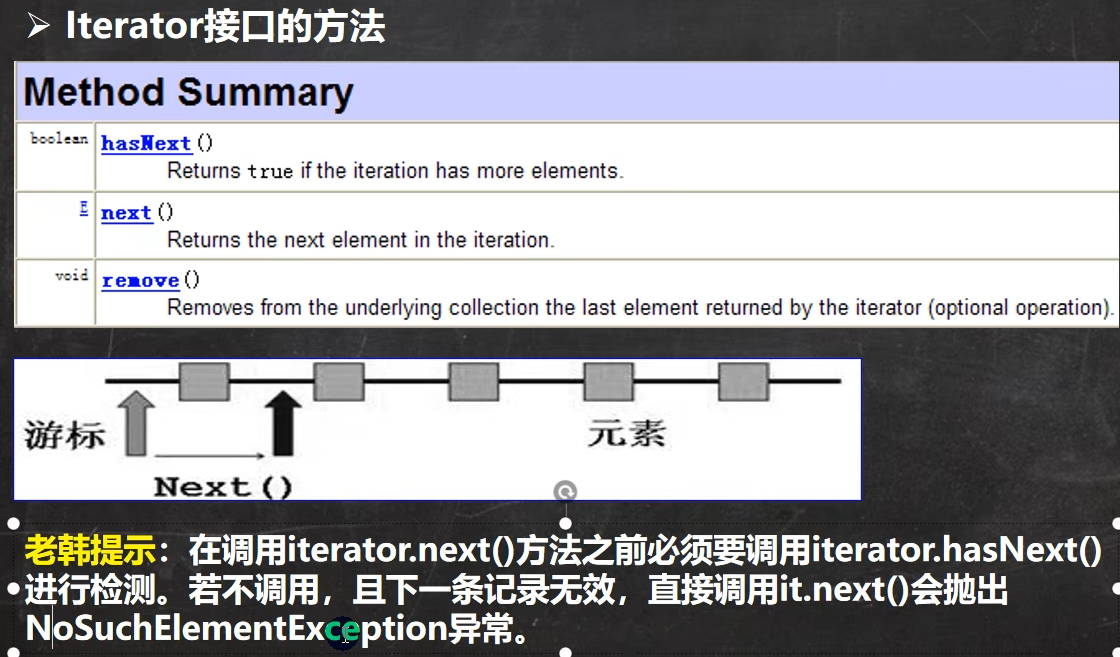 ➢ Iterator接口的方法
Method Summary
boolean hasNext()
Returns true if the iteration has more elements.
E next()
Returns the next element in the iteration.
void remove()
Removes from the underlying collection the last element returned by the iterator (optional operation).
游标 元素
Next()
老韩提示：在调用iterator.next()方法之前必须要调用iterator.hasNext()
进行检测。若不调用，且下一条记录无效，直接调用it.next()会抛出
NoSuchElementException异常。